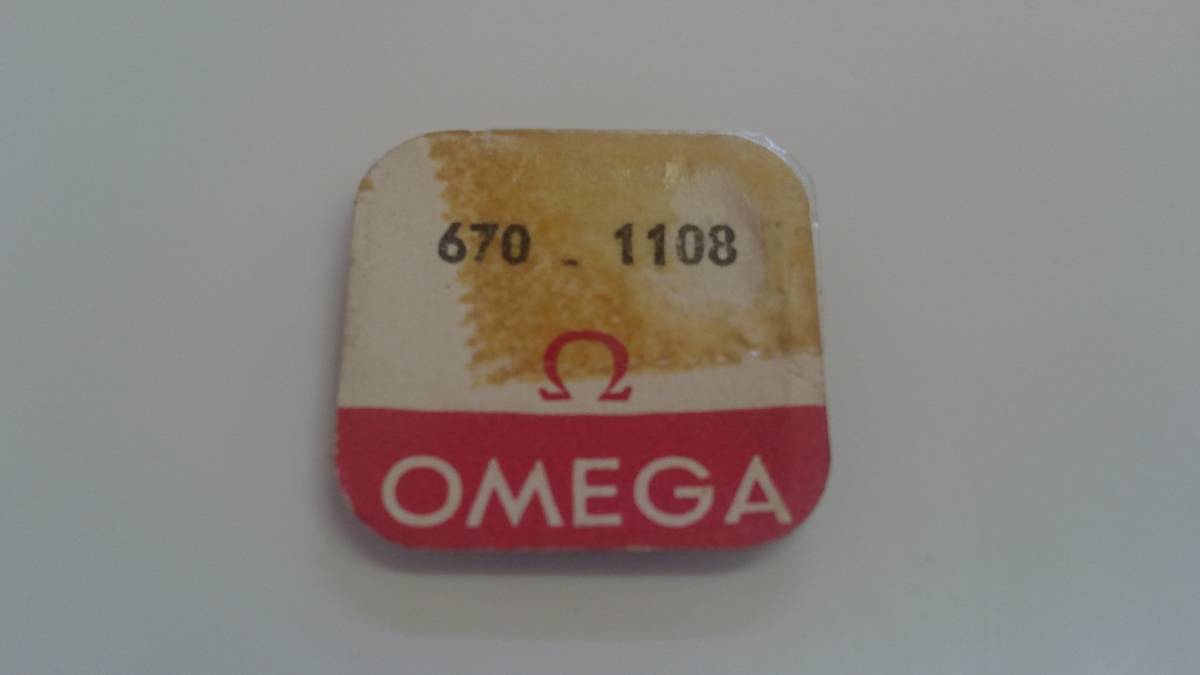 670 - 1108
Ω
OMEGA